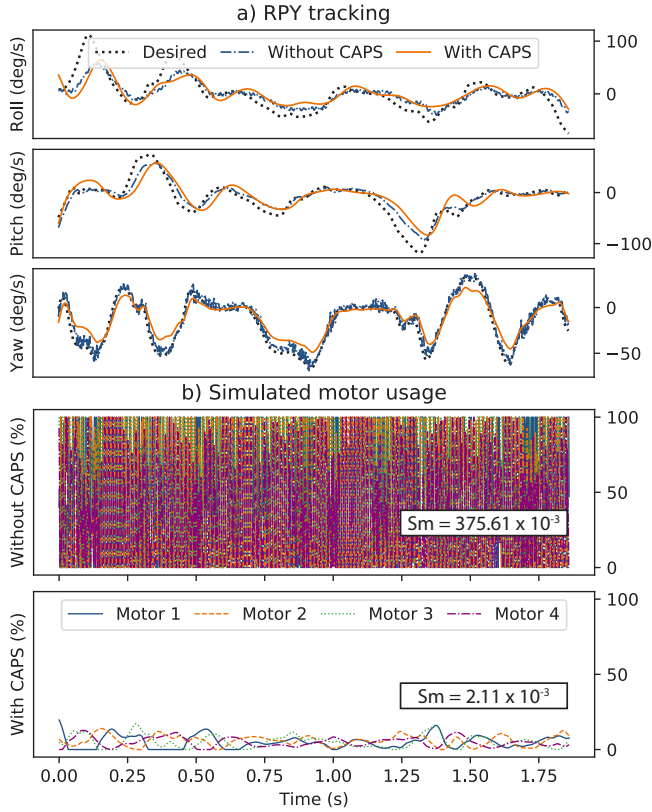 a) RPY tracking
Desired Without CAPS With CAPS
Roll (deg/s)
100
0
Pitch (deg/s)
0
−100
Yaw (deg/s)
0
−50
b) Simulated motor usage
Without CAPS (%)
100
50
0
Sm = 375.61 x 10⁻³
With CAPS (%)
Motor 1 Motor 2 Motor 3 Motor 4
100
50
0
Sm = 2.11 x 10⁻³
0.00 0.25 0.50 0.75 1.00 1.25 1.50 1.75
Time (s)